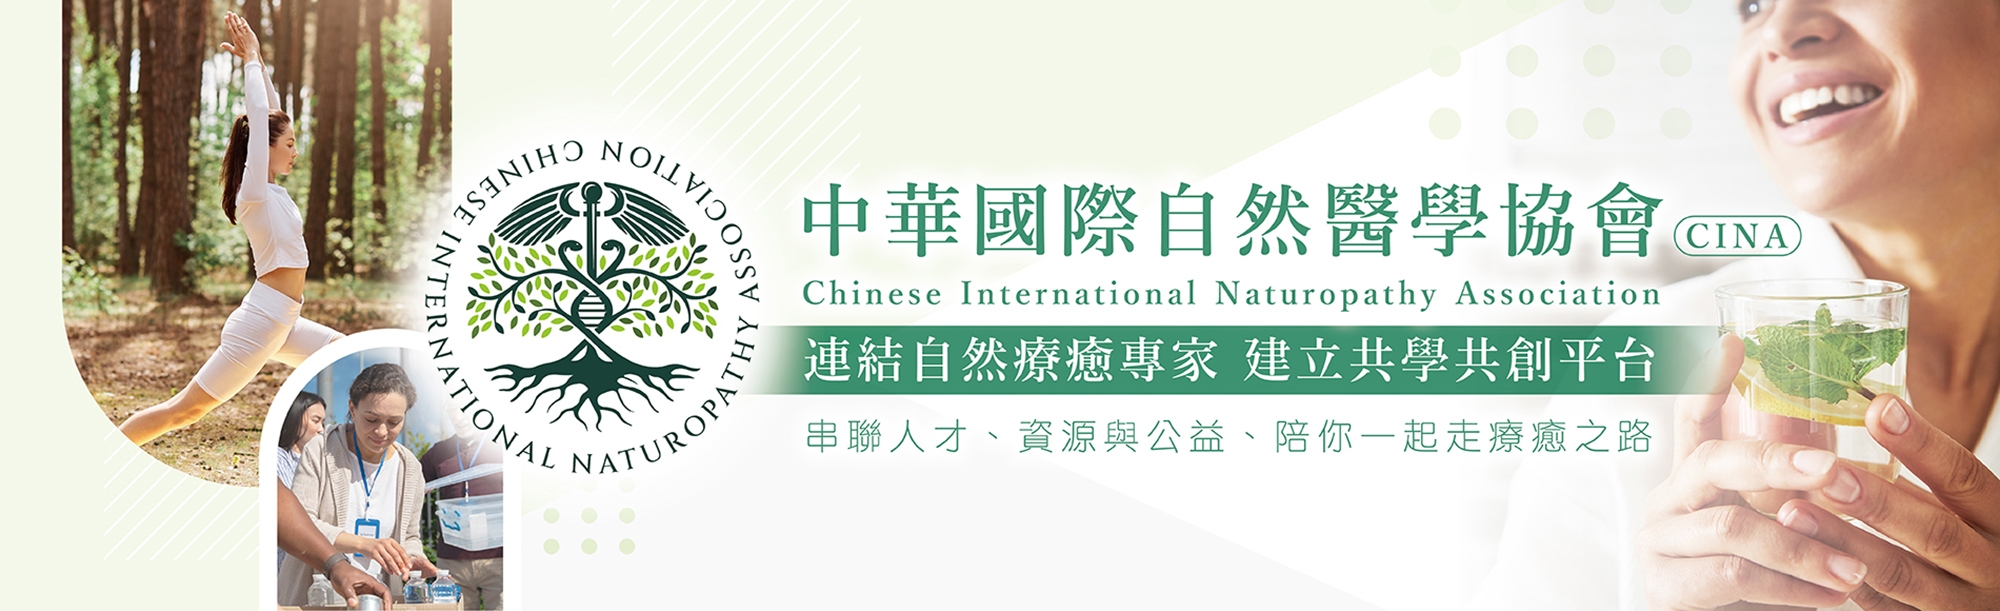 CHINESE INTERNATIONAL NATUROPATHY ASSOCIATION
中華國際自然醫學協會 CINA
Chinese International Naturopathy Association
連結自然療癒專家 建立共學共創平台
串聯人才、資源與公益、陪你一起走療癒之路